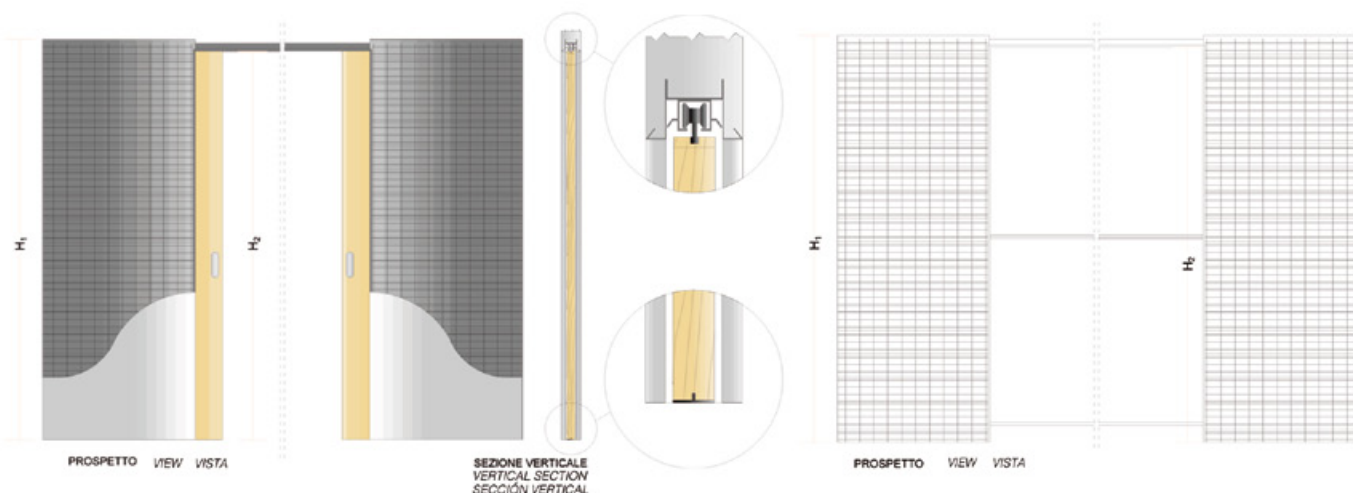 H₁
H₂
H₁
H₂
PROSPETTO VIEW VISTA
SEZIONE VERTICALE
VERTICAL SECTION
SECCIÓN VERTICAL
PROSPETTO VIEW VISTA